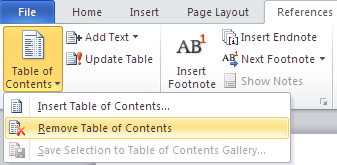 File Home Insert Page Layout References
Table of Contents
Add Text
Update Table
AB¹
Insert Footnote
Insert Endnote
AB¹ Next Footnote
Show Notes
Insert Table of Contents...
Remove Table of Contents
Save Selection to Table of Contents Gallery...